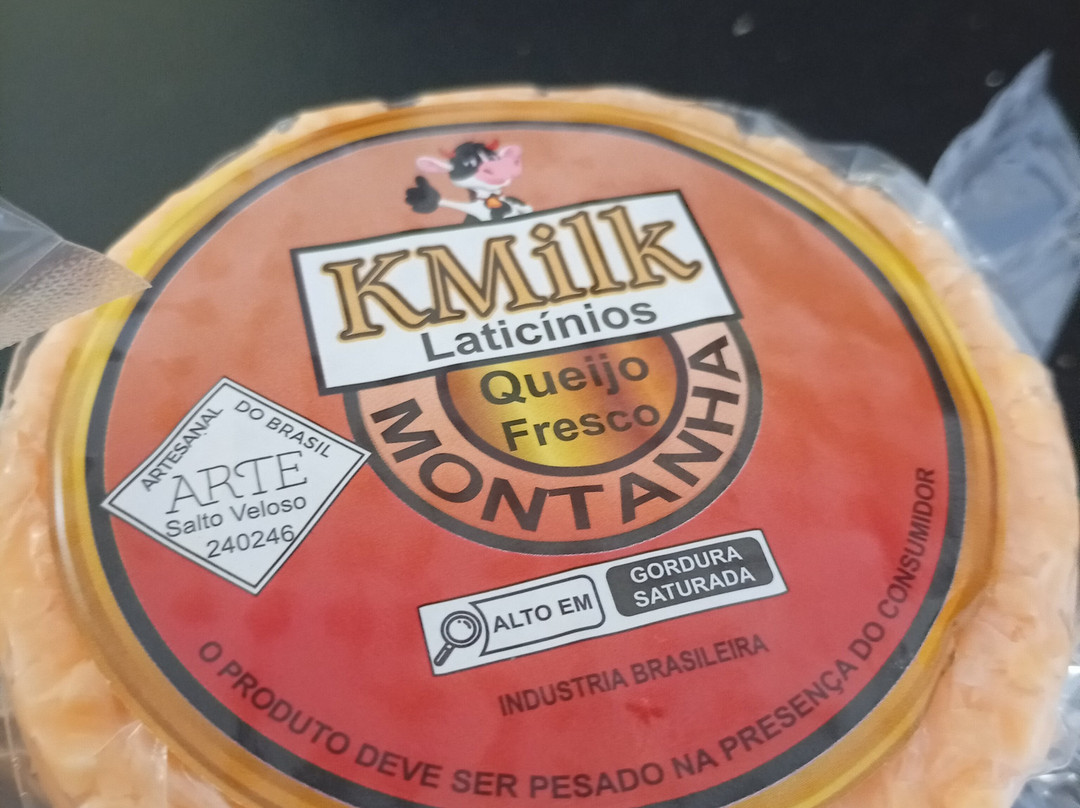 KMilk
Laticínios
Queijo
Fresco
MONTANHA
ARTESANAL DO BRASIL
ARTE
Salto Veloso
240246
ALTO EM
GORDURA
SATURADA
INDUSTRIA BRASILEIRA
O PRODUTO DEVE SER PESADO NA PRESENÇA DO CONSUMIDOR